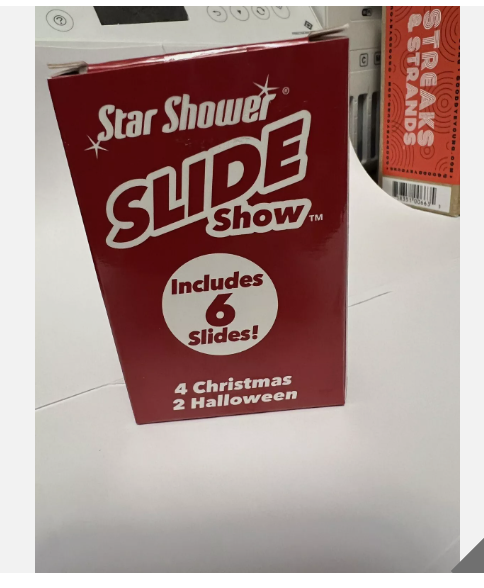 Star Shower®
SLIDE
Show™
Includes
6
Slides!
4 Christmas
2 Halloween
STREAKS
& STRANDS